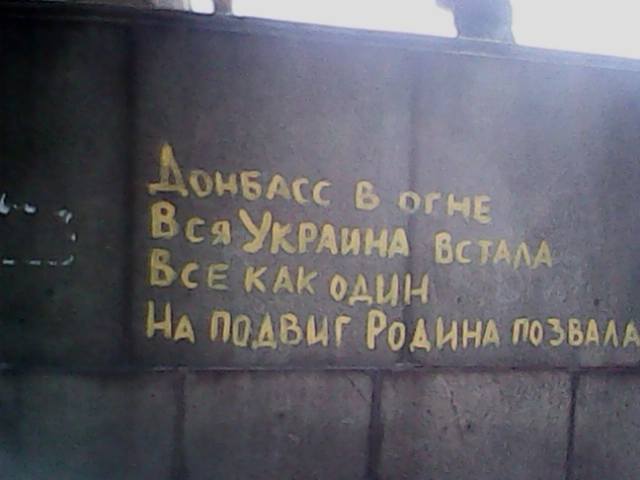 Донбасс в огне
Вся Украина встала
Все как один
На подвиг Родина позвала